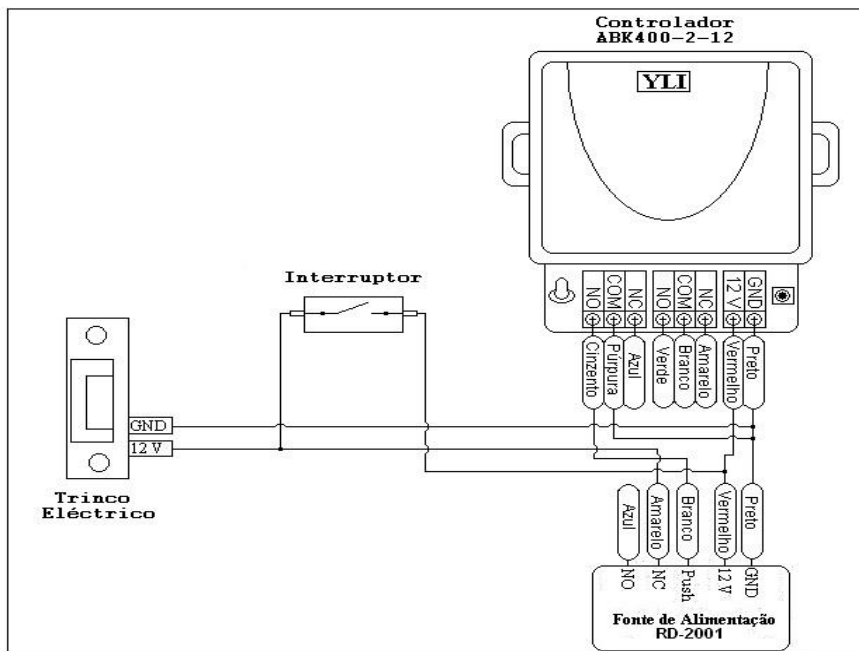 Controlador
ABK400-2-12
YLI
Interruptor
NO COM NC NO COM NC 12 V GND
Cinzento Púrpura Azul Verde Branco Amarelo Vermelho Preto
GND
12 V
Trinco
Eléctrico
Azul Amarelo Branco Vermelho Preto
NO NC Push 12 V GND
Fonte de Alimentação
RD-2001